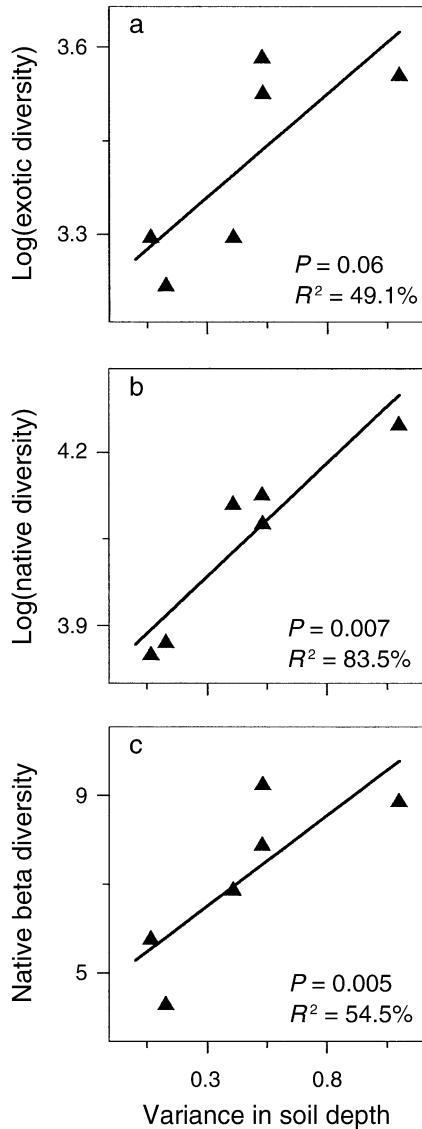 a
Log(exotic diversity)
3.6
3.3
P = 0.06
R² = 49.1%
b
Log(native diversity)
4.2
3.9
P = 0.007
R² = 83.5%
c
Native beta diversity
9
5
P = 0.005
R² = 54.5%
0.3 0.8
Variance in soil depth